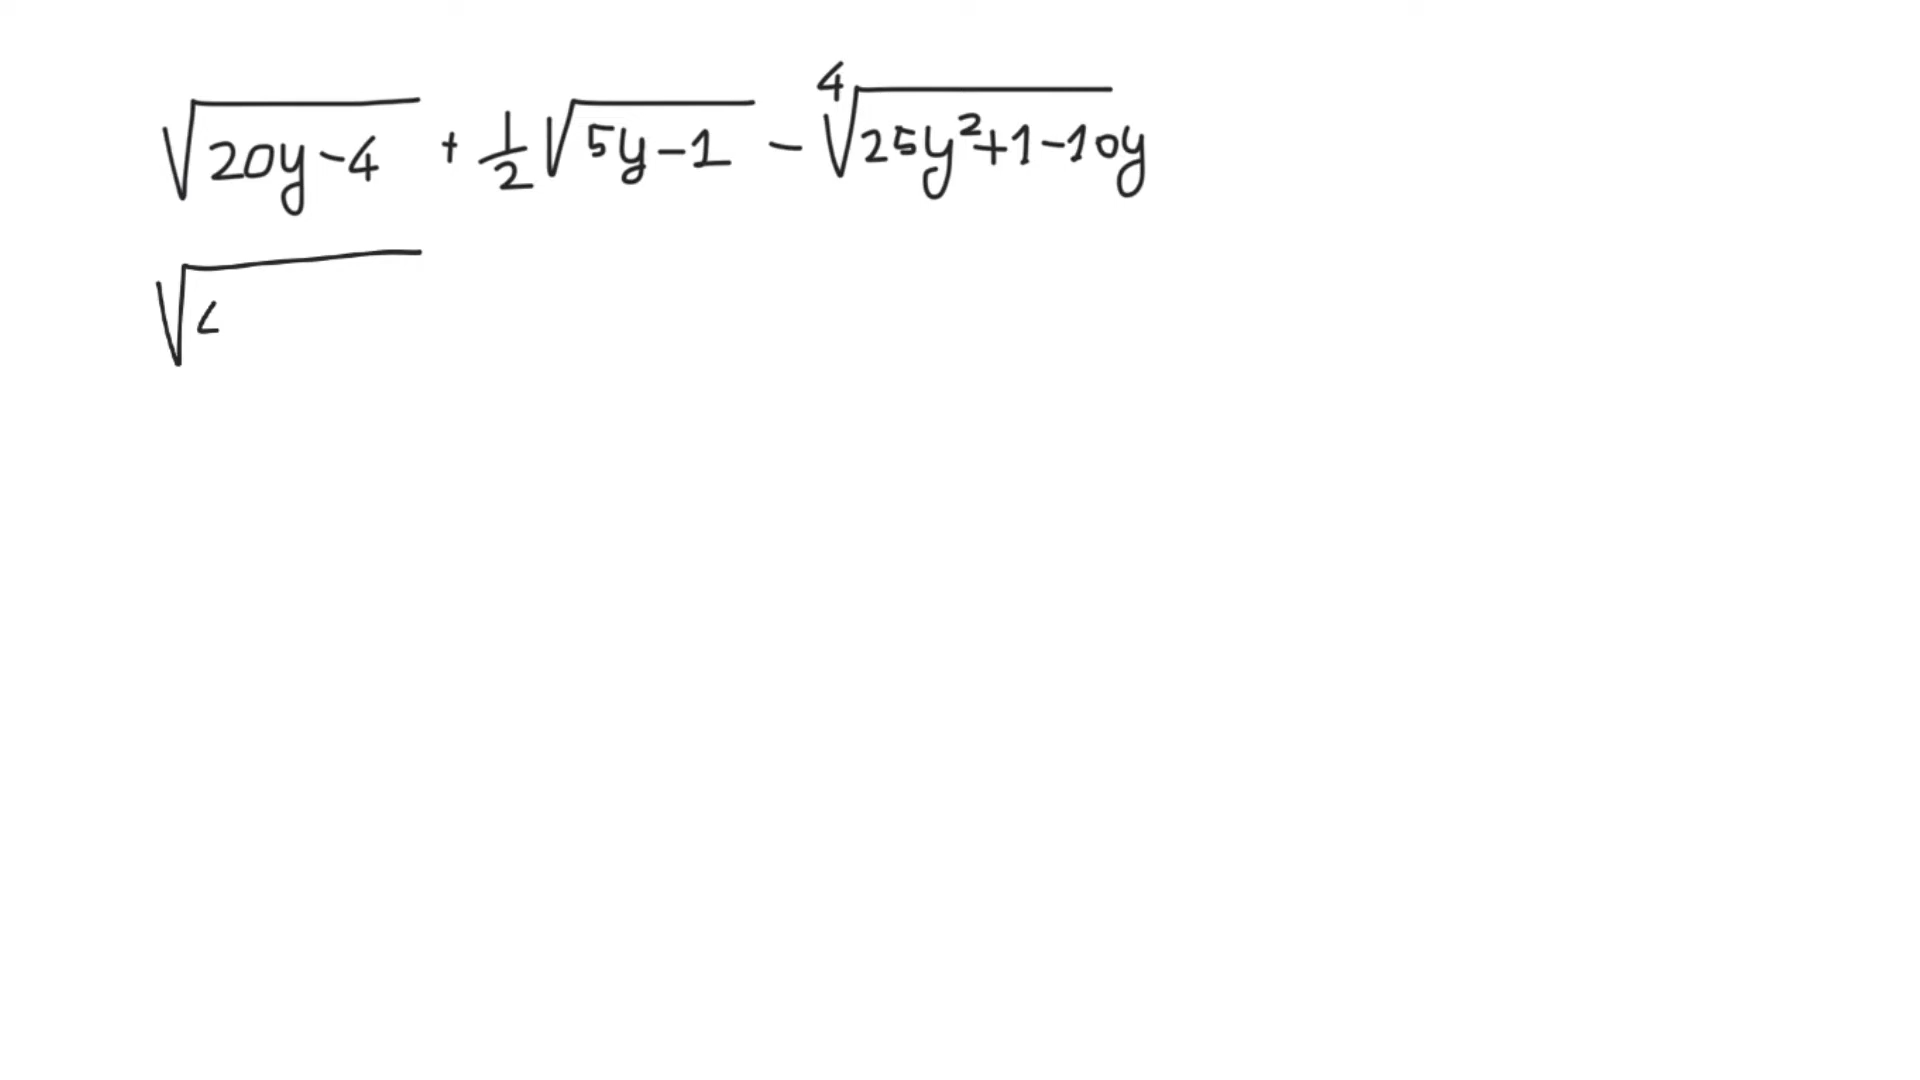 √(20y-4) + 1/2 √(5y-1) - ⁴√(25y²+1-10y)
√